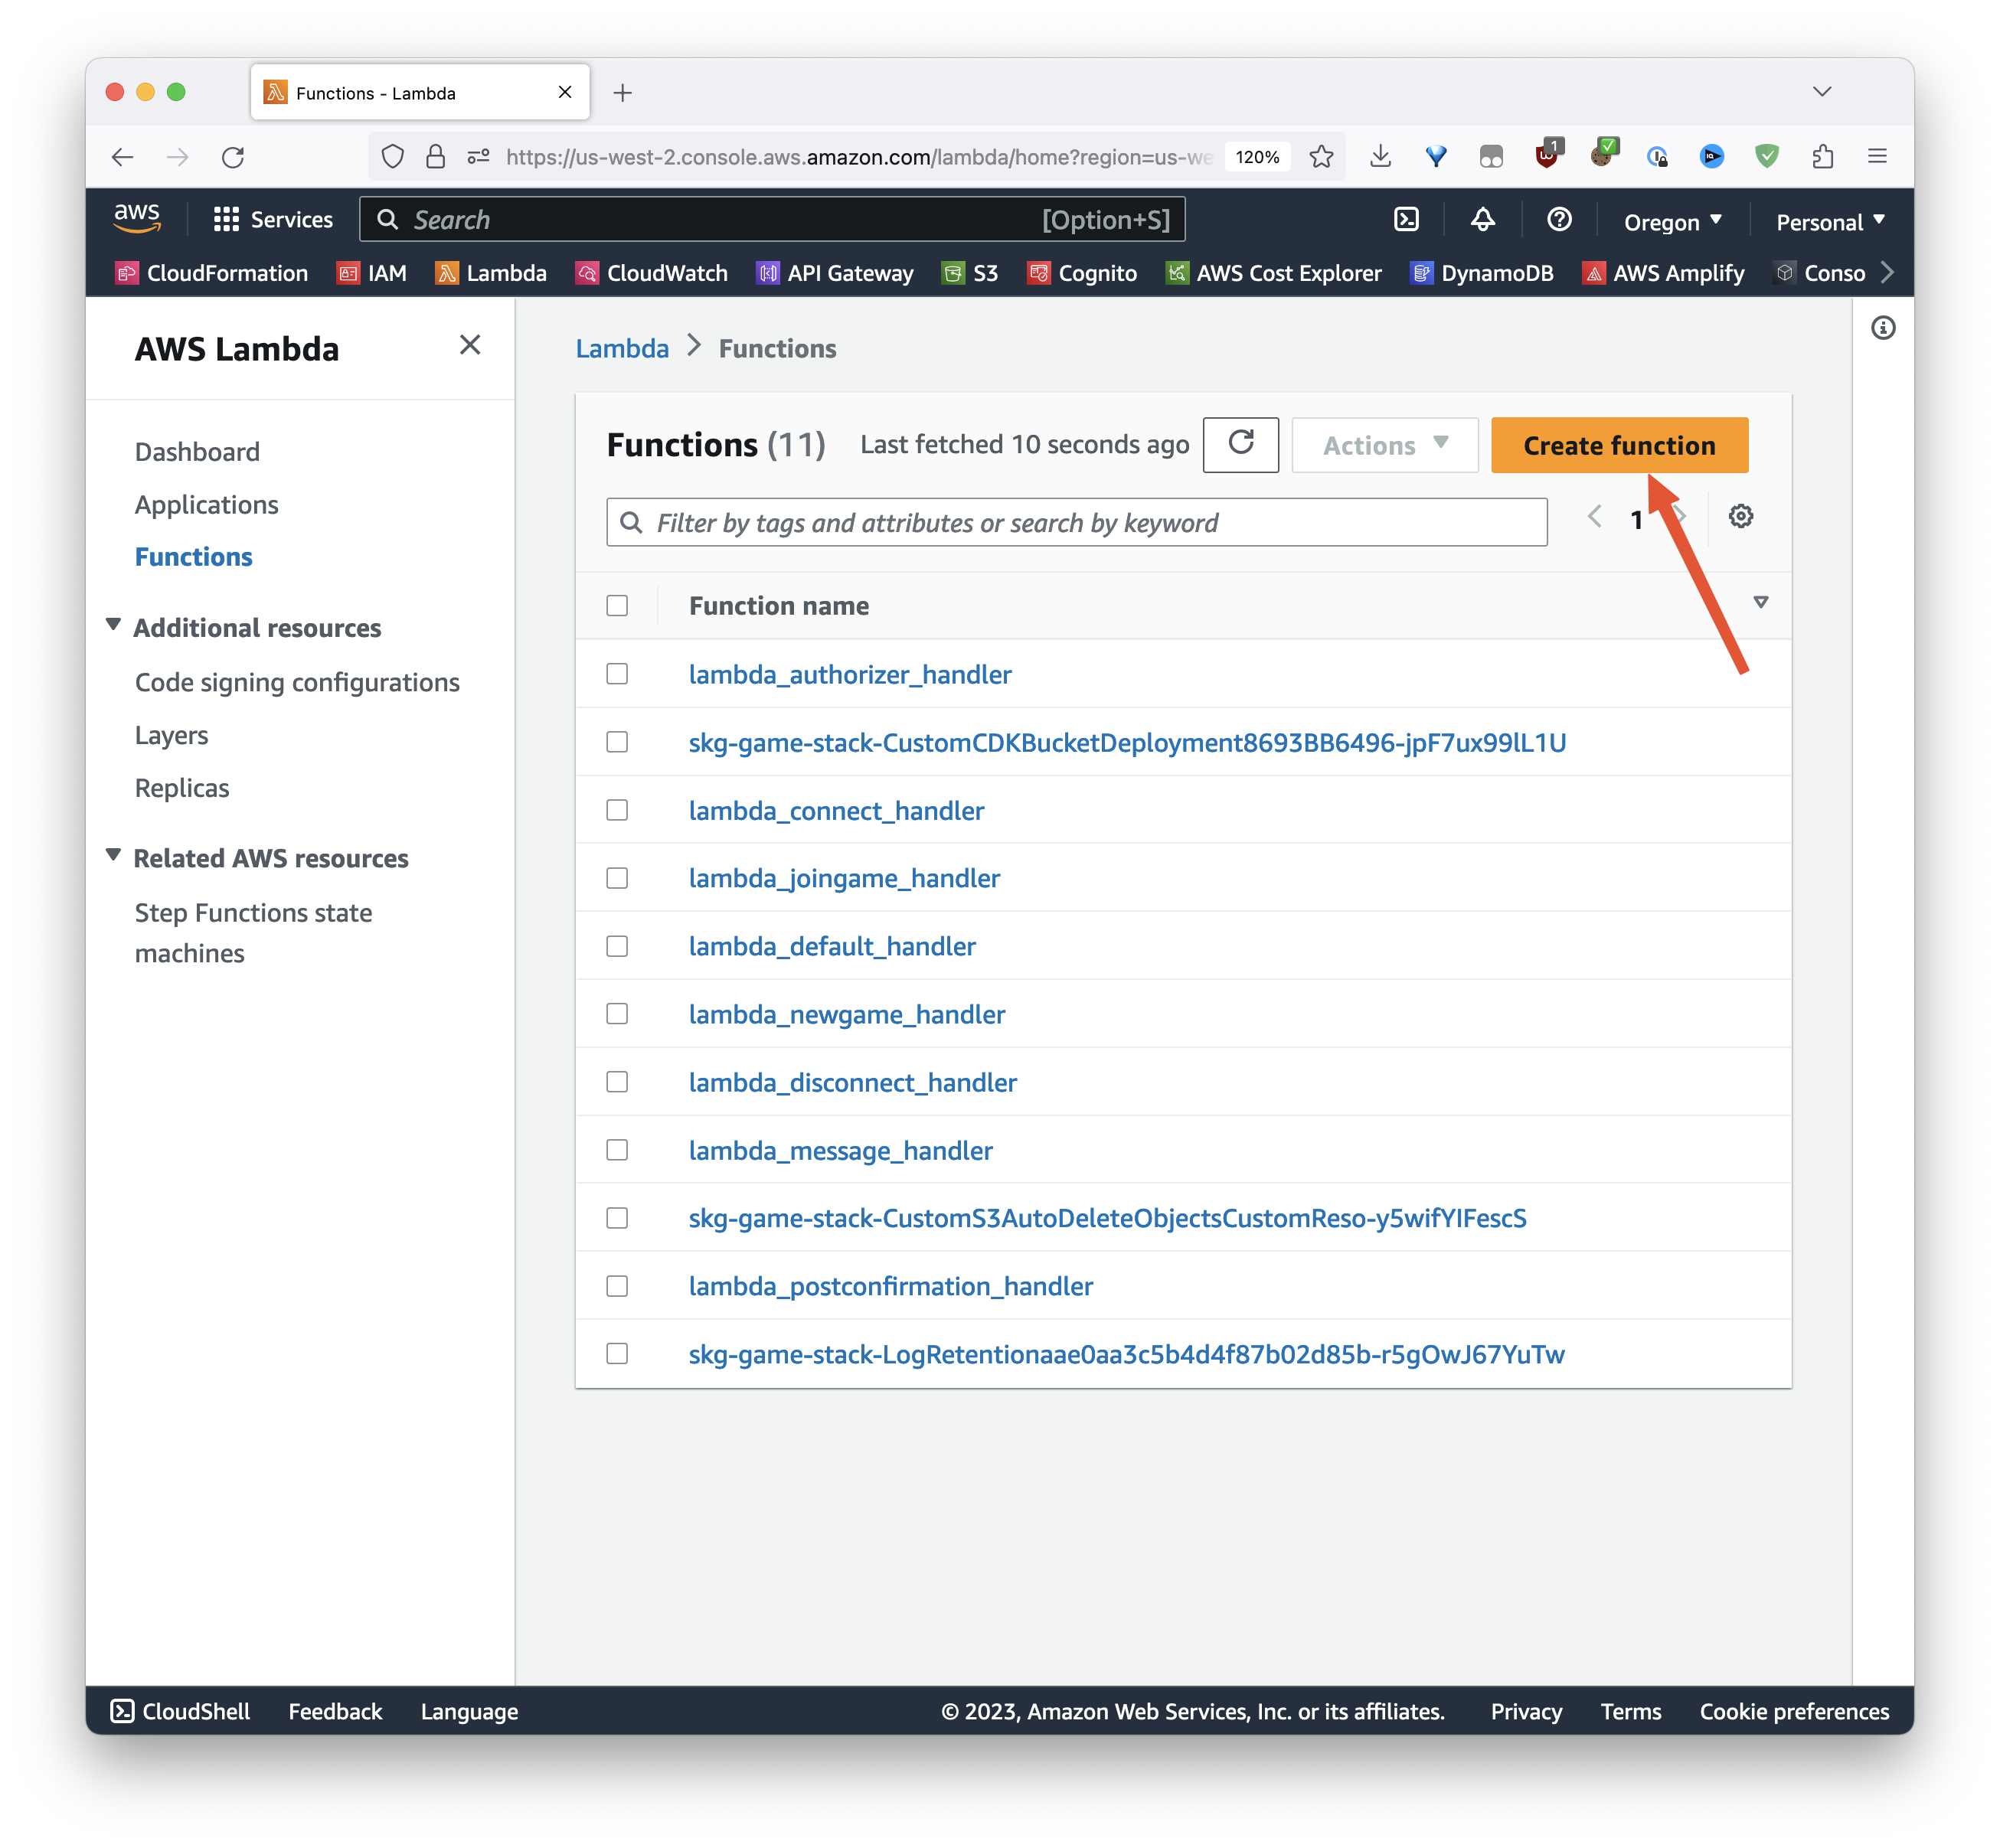 Functions - Lambda
https://us-west-2.console.aws.amazon.com/lambda/home?region=us-we
120%
1
aws
Services
Search
[Option+S]
Oregon
Personal
CloudFormation
IAM
Lambda
CloudWatch
API Gateway
S3
Cognito
AWS Cost Explorer
DynamoDB
AWS Amplify
Conso
AWS Lambda
Dashboard
Applications
Functions
Additional resources
Code signing configurations
Layers
Replicas
Related AWS resources
Step Functions state
machines
Lambda > Functions
Functions (11)
Last fetched 10 seconds ago
Actions
Create function
Filter by tags and attributes or search by keyword
1
Function name
lambda_authorizer_handler
skg-game-stack-CustomCDKBucketDeployment8693BB6496-jpF7ux99lL1U
lambda_connect_handler
lambda_joingame_handler
lambda_default_handler
lambda_newgame_handler
lambda_disconnect_handler
lambda_message_handler
skg-game-stack-CustomS3AutoDeleteObjectsCustomReso-y5wifYIFescS
lambda_postconfirmation_handler
skg-game-stack-LogRetentionaae0aa3c5b4d4f87b02d85b-r5gOwJ67YuTw
CloudShell
Feedback
Language
© 2023, Amazon Web Services, Inc. or its affiliates.
Privacy
Terms
Cookie preferences